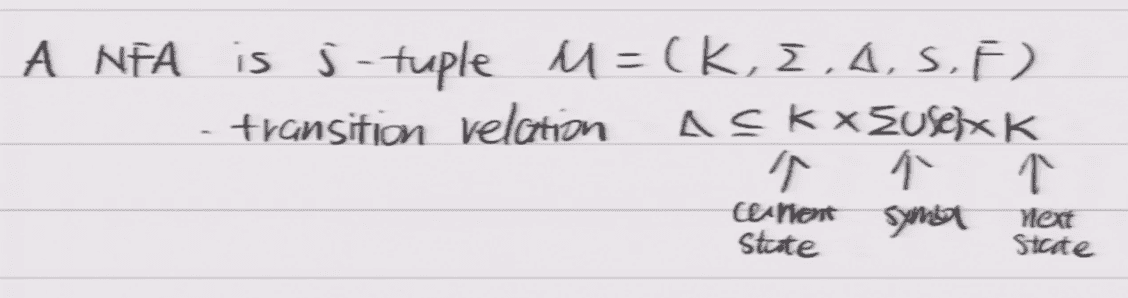 A NFA is 5-tuple M = (K, Σ, Δ, S, F)
- transition relation Δ ⊆ K × Σ∪{e}× K
↑ ↑ ↑
current symbol next
state state